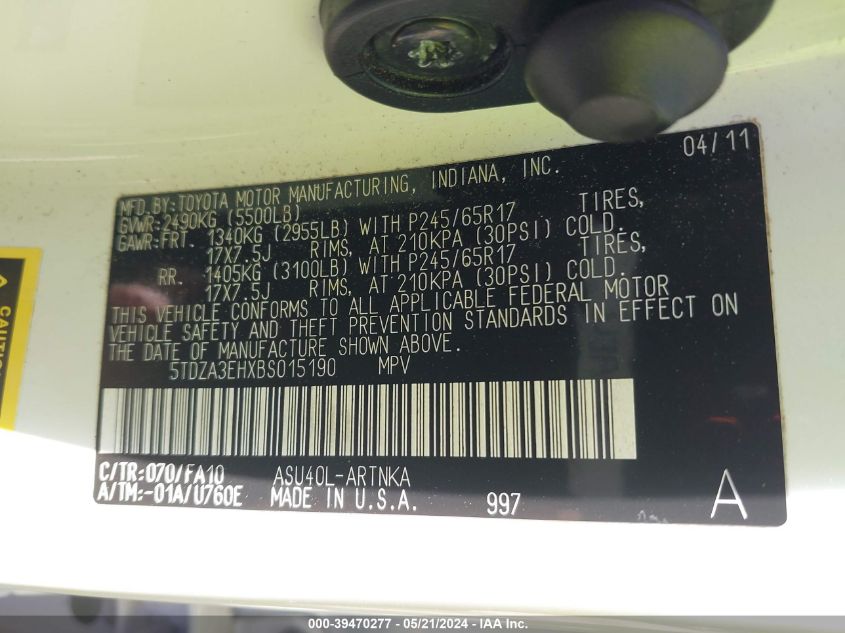 04/11
MFD.BY:TOYOTA MOTOR MANUFACTURING, INDIANA, INC.
GVWR:2490KG (5500LB)
GAWR:FRT. 1340KG (2955LB) WITH P245/65R17 TIRES,
17X7.5J RIMS, AT 210KPA (30PSI) COLD.
RR. 1405KG (3100LB) WITH P245/65R17 TIRES,
17X7.5J RIMS, AT 210KPA (30PSI) COLD.
THIS VEHICLE CONFORMS TO ALL APPLICABLE FEDERAL MOTOR
VEHICLE SAFETY AND THEFT PREVENTION STANDARDS IN EFFECT ON
THE DATE OF MANUFACTURE SHOWN ABOVE.
5TDZA3EHXBS015190 MPV
C/TR:070/FA10 ASU40L-ARTNKA
A/TM:-01A/U760E MADE IN U.S.A. 997 A
CAUTION
000-39470277 - 05/21/2024 - IAA Inc.